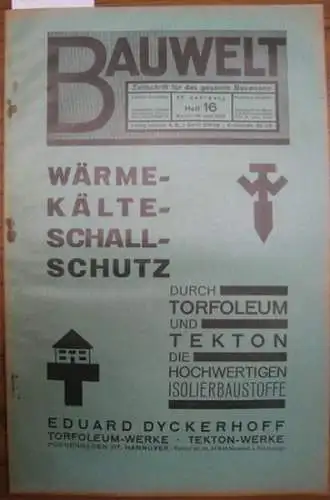 BAUWELT
Zeitschrift für das gesamte Bauwesen
Heft 16
WÄRME-
KÄLTE-
SCHALL-
SCHUTZ
DURCH
TORFOLEUM
UND
TEKTON
DIE
HOCHWERTIGEN
ISOLIERBAUSTOFFE
EDUARD DYCKERHOFF
TORFOLEUM-WERKE · TEKTON-WERKE